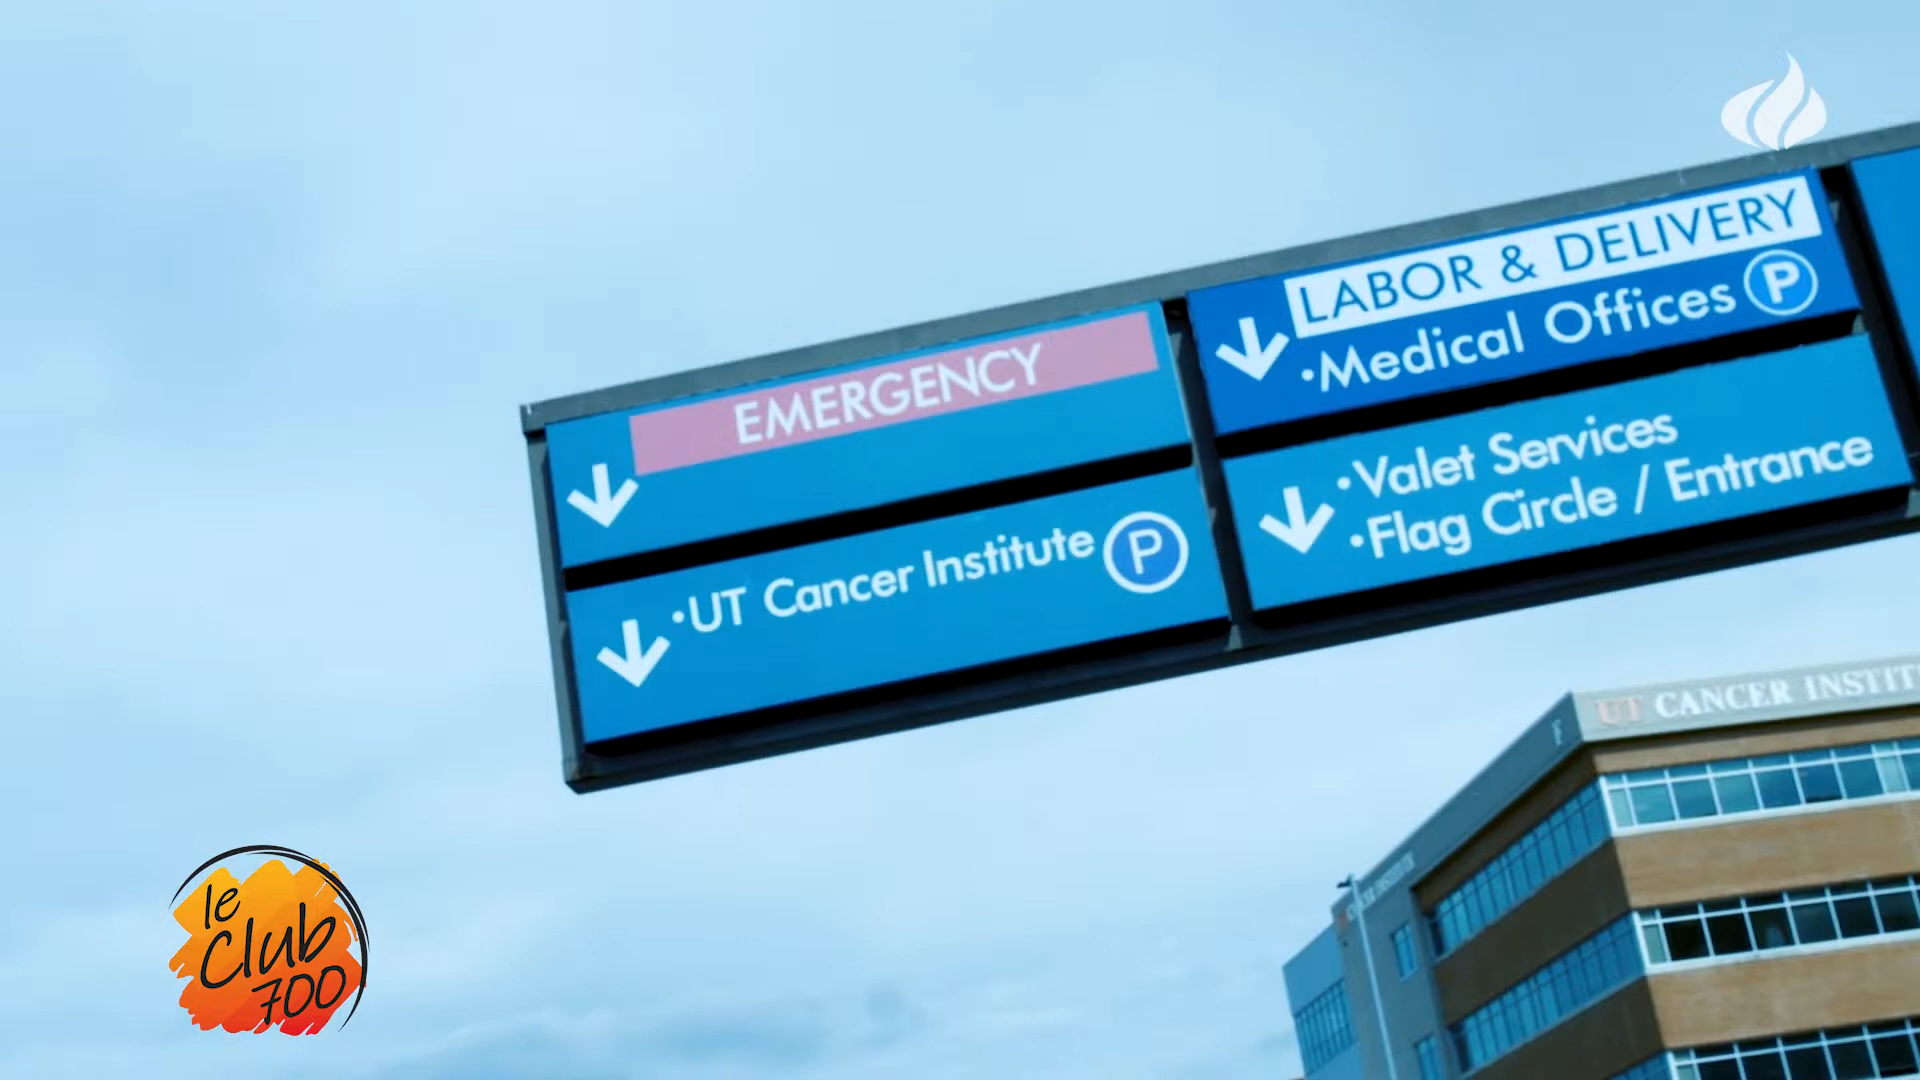 EMERGENCY
•UT Cancer Institute P
LABOR & DELIVERY
•Medical Offices P
•Valet Services
•Flag Circle / Entrance
UT CANCER INSTIT
le
Club
700